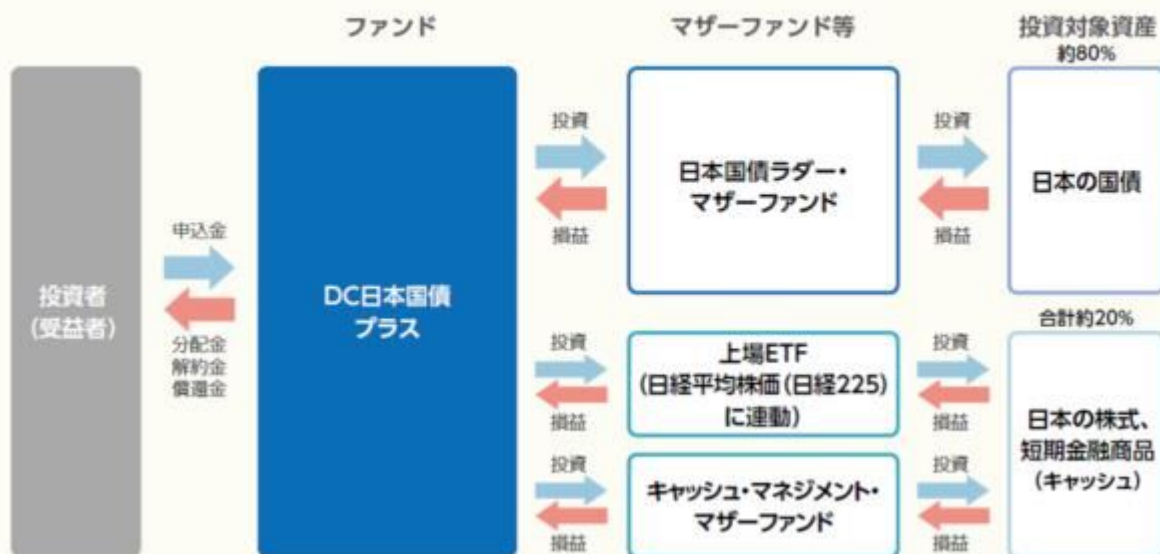 ファンド
マザーファンド等
投資対象資産
約80%
投資者
(受益者)
申込金
分配金
解約金
償還金
DC日本国債
プラス
投資
損益
日本国債ラダー・
マザーファンド
投資
損益
日本の国債
投資
損益
上場ETF
(日経平均株価(日経225)
に連動)
投資
損益
合計約20%
日本の株式、
短期金融商品
(キャッシュ)
投資
損益
キャッシュ・マネジメント・
マザーファンド
投資
損益